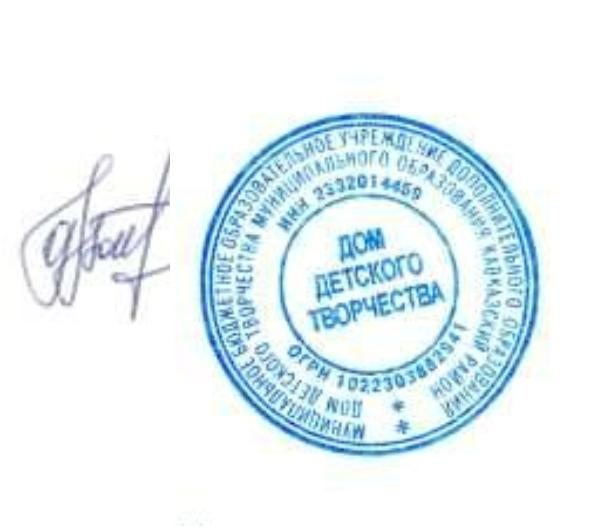 МУНИЦИПАЛЬНОЕ БЮДЖЕТНОЕ ОБРАЗОВАТЕЛЬНОЕ УЧРЕЖДЕНИЕ ДОПОЛНИТЕЛЬНОГО ОБРАЗОВАНИЯ
ДОМ ДЕТСКОГО ТВОРЧЕСТВА МУНИЦИПАЛЬНОГО ОБРАЗОВАНИЯ КАВКАЗСКИЙ РАЙОН
ИНН 2332014459
ДОМ
ДЕТСКОГО
ТВОРЧЕСТВА
ОГРН 1022303882941